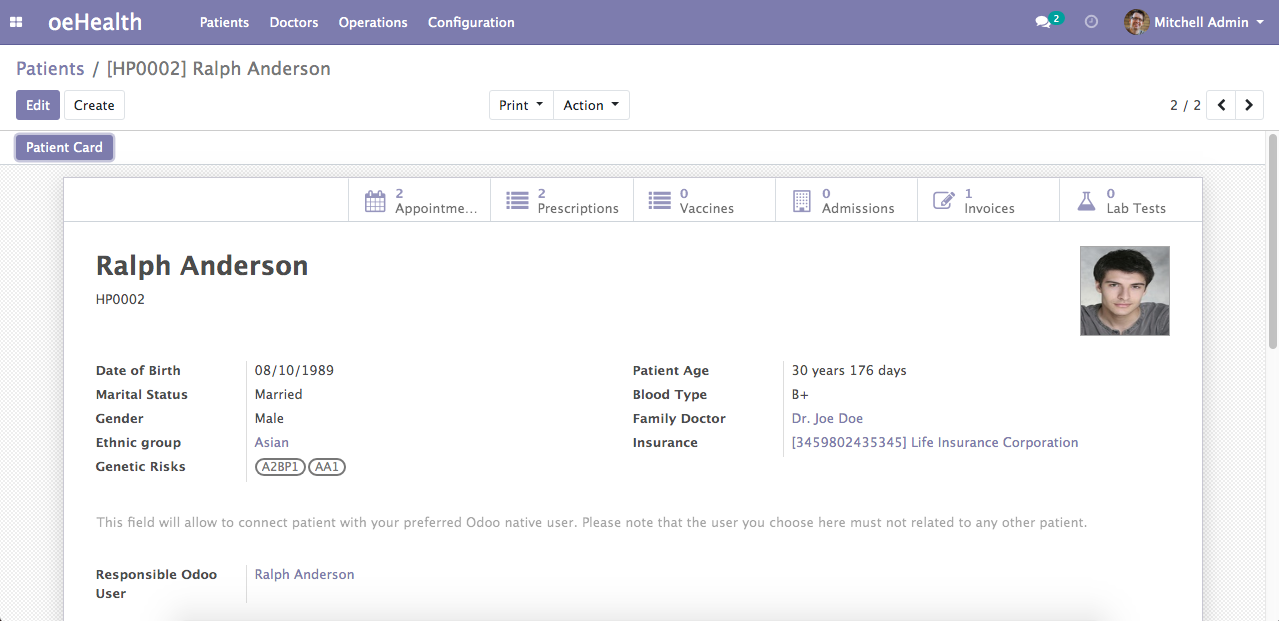 oeHealth Patients Doctors Operations Configuration 2 Mitchell Admin
Patients / [HP0002] Ralph Anderson
Edit Create Print Action 2 / 2
Patient Card
2 2 0 0 1 0
Appointme... Prescriptions Vaccines Admissions Invoices Lab Tests
Ralph Anderson
HP0002
Date of Birth 08/10/1989 Patient Age 30 years 176 days
Marital Status Married Blood Type B+
Gender Male Family Doctor Dr. Joe Doe
Ethnic group Asian Insurance [3459802435345] Life Insurance Corporation
Genetic Risks A2BP1 AA1
This field will allow to connect patient with your preferred Odoo native user. Please note that the user you choose here must not related to any other patient.
Responsible Odoo Ralph Anderson
User